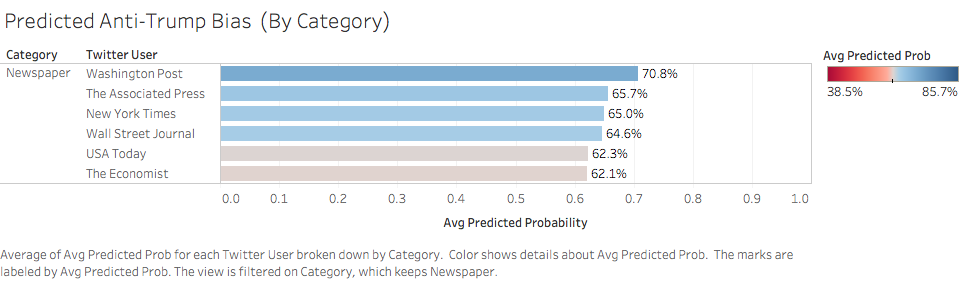 Predicted Anti-Trump Bias (By Category)
Category Twitter User
Newspaper Washington Post 70.8%
The Associated Press 65.7%
New York Times 65.0%
Wall Street Journal 64.6%
USA Today 62.3%
The Economist 62.1%
0.0 0.1 0.2 0.3 0.4 0.5 0.6 0.7 0.8 0.9 1.0
Avg Predicted Probability
Avg Predicted Prob
38.5% 85.7%
Average of Avg Predicted Prob for each Twitter User broken down by Category. Color shows details about Avg Predicted Prob. The marks are
labeled by Avg Predicted Prob. The view is filtered on Category, which keeps Newspaper.